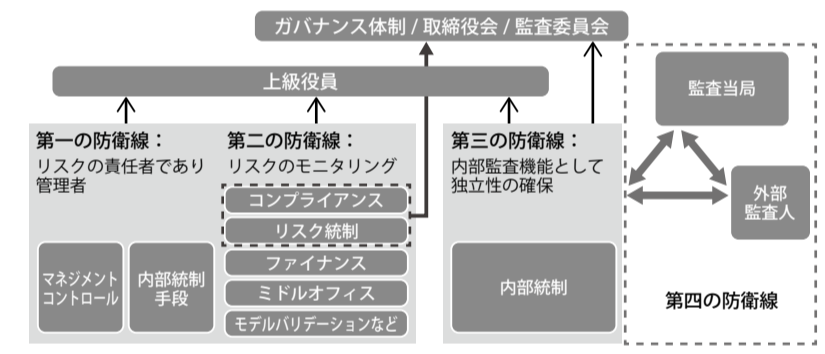 ガバナンス体制 / 取締役会 / 監査委員会
上級役員
第一の防衛線：
リスクの責任者であり
管理者
マネジメント
コントロール
内部統制
手段
第二の防衛線：
リスクのモニタリング
コンプライアンス
リスク統制
ファイナンス
ミドルオフィス
モデルバリデーションなど
第三の防衛線：
内部監査機能として
独立性の確保
内部統制
監査当局
外部
監査人
第四の防衛線